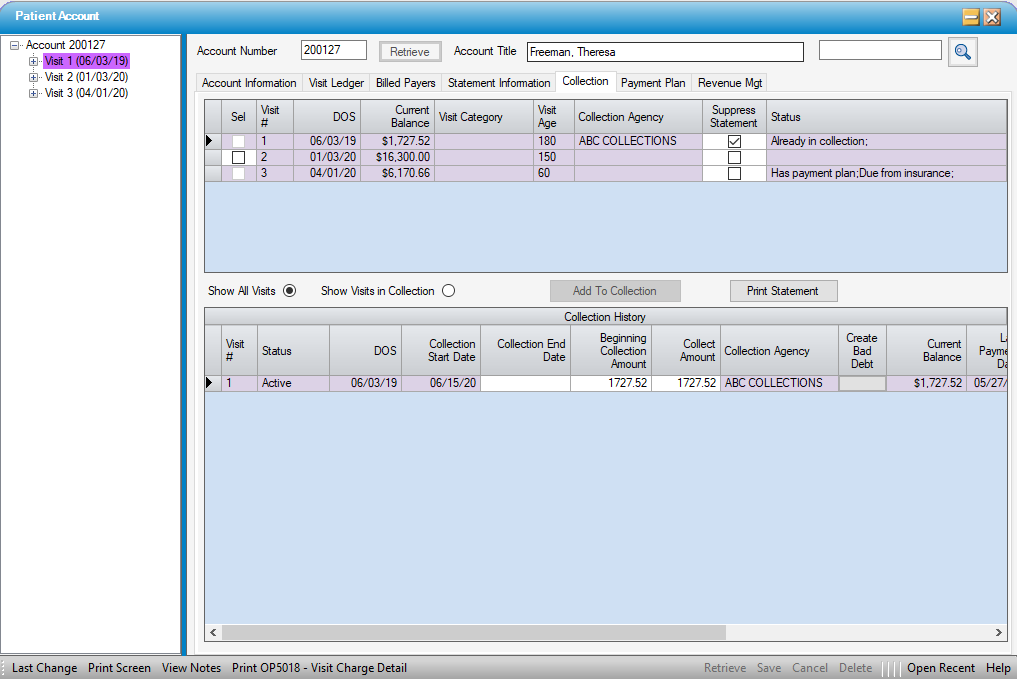 Patient Account
Account 200127
Visit 1 (06/03/19)
Visit 2 (01/03/20)
Visit 3 (04/01/20)
Account Number 200127 Retrieve Account Title Freeman, Theresa
Account Information Visit Ledger Billed Payers Statement Information Collection Payment Plan Revenue Mgt
Sel Visit # DOS Current Balance Visit Category Visit Age Collection Agency Suppress Statement Status
1 06/03/19 $1,727.52 180 ABC COLLECTIONS Already in collection;
2 01/03/20 $16,300.00 150
3 04/01/20 $6,170.66 60 Has payment plan;Due from insurance;
Show All Visits Show Visits in Collection Add To Collection Print Statement
Collection History
Visit # Status DOS Collection Start Date Collection End Date Beginning Collection Amount Collect Amount Collection Agency Create Bad Debt Current Balance
1 Active 06/03/19 06/15/20 1727.52 1727.52 ABC COLLECTIONS $1,727.52 05/27/
Last Change Print Screen View Notes Print OP5018 - Visit Charge Detail Retrieve Save Cancel Delete Open Recent Help